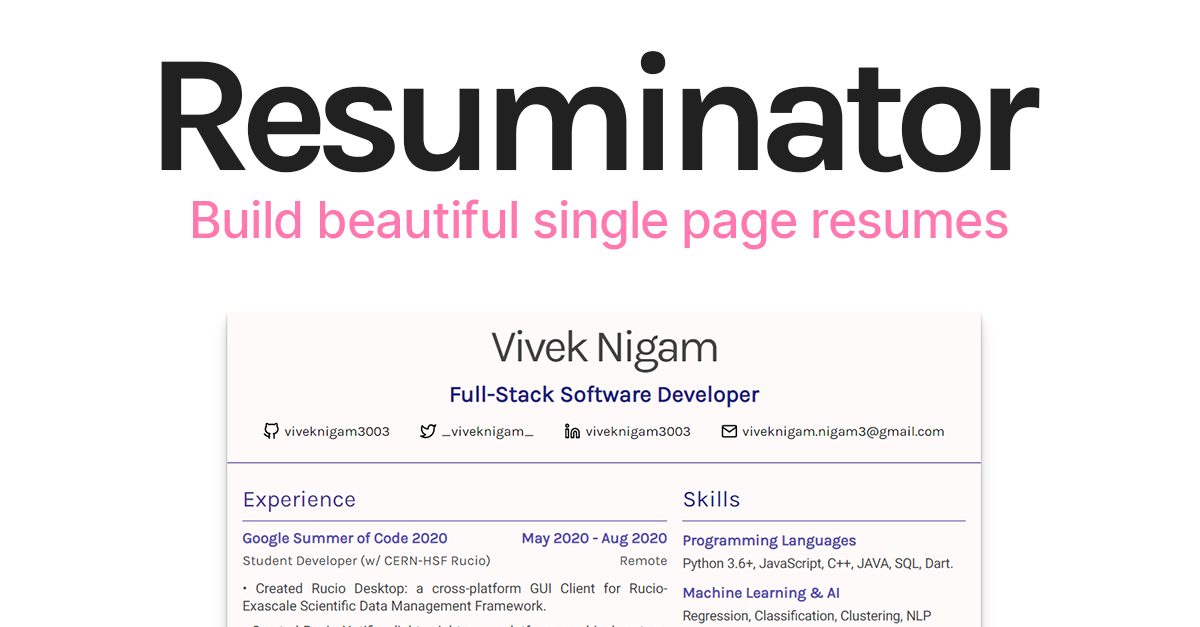 Resuminator
Build beautiful single page resumes
Vivek Nigam
Full-Stack Software Developer
viveknigam3003 _viveknigam_ viveknigam3003 viveknigam.nigam3@gmail.com
Experience
Google Summer of Code 2020 May 2020 - Aug 2020
Student Developer (w/ CERN-HSF Rucio) Remote
• Created Rucio Desktop: a cross-platform GUI Client for Rucio-
Exascale Scientific Data Management Framework.
Skills
Programming Languages
Python 3.6+, JavaScript, C++, JAVA, SQL, Dart.
Machine Learning & AI
Regression, Classification, Clustering, NLP